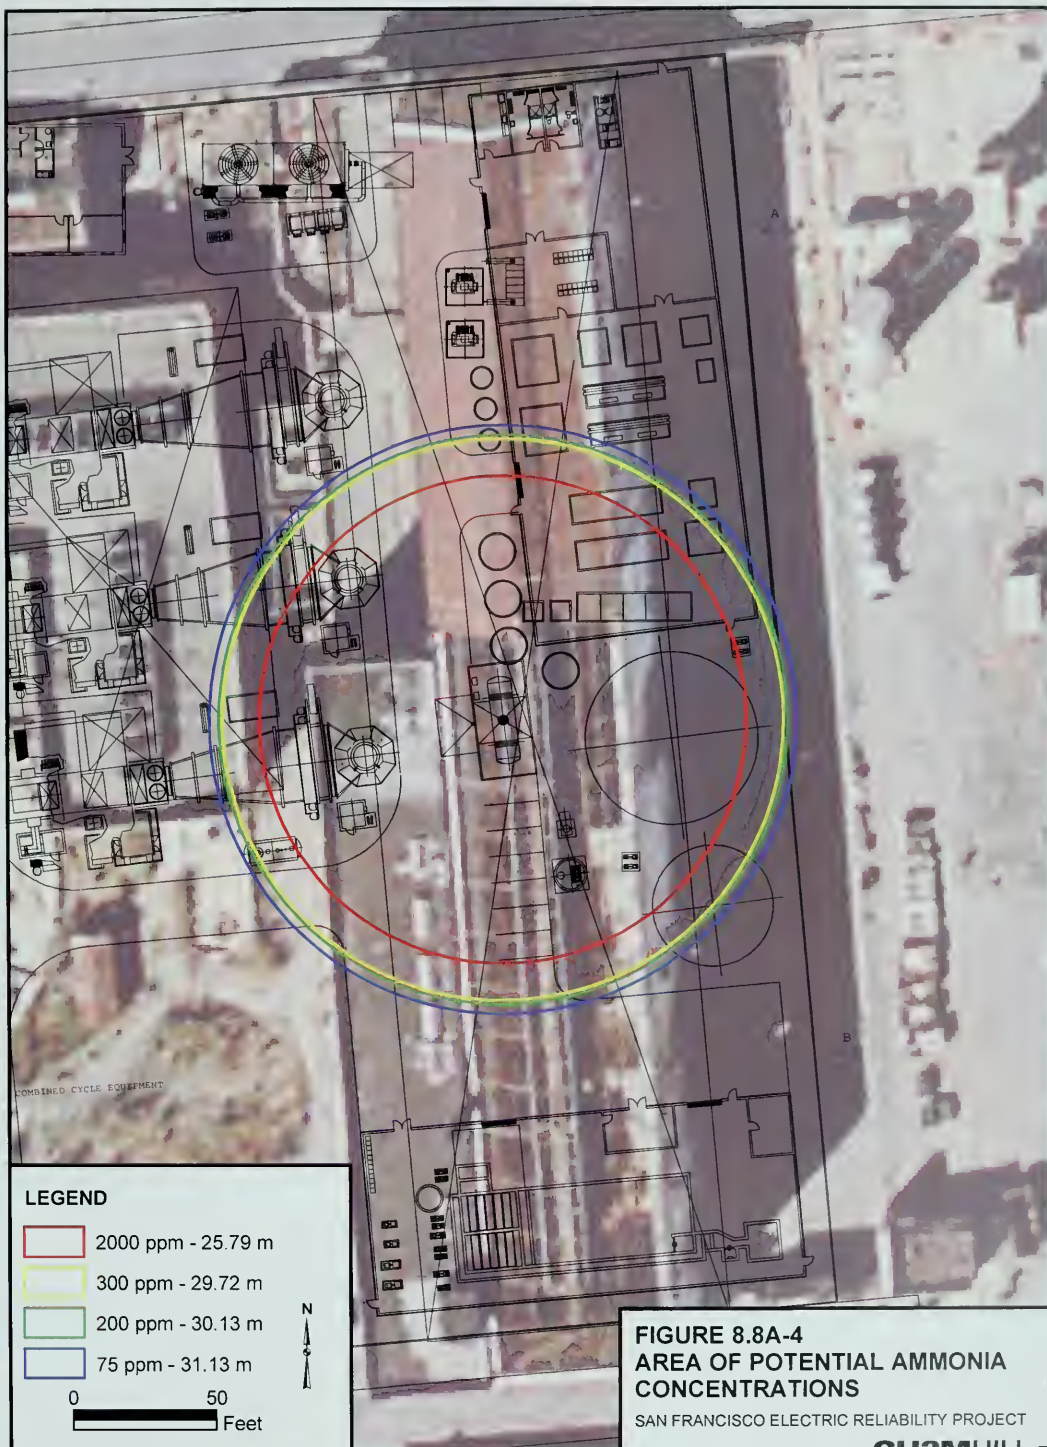 A
B
COMBINED CYCLE EQUIPMENT
LEGEND
2000 ppm - 25.79 m
300 ppm - 29.72 m
200 ppm - 30.13 m
75 ppm - 31.13 m
N
0 50
Feet
FIGURE 8.8A-4
AREA OF POTENTIAL AMMONIA
CONCENTRATIONS
SAN FRANCISCO ELECTRIC RELIABILITY PROJECT